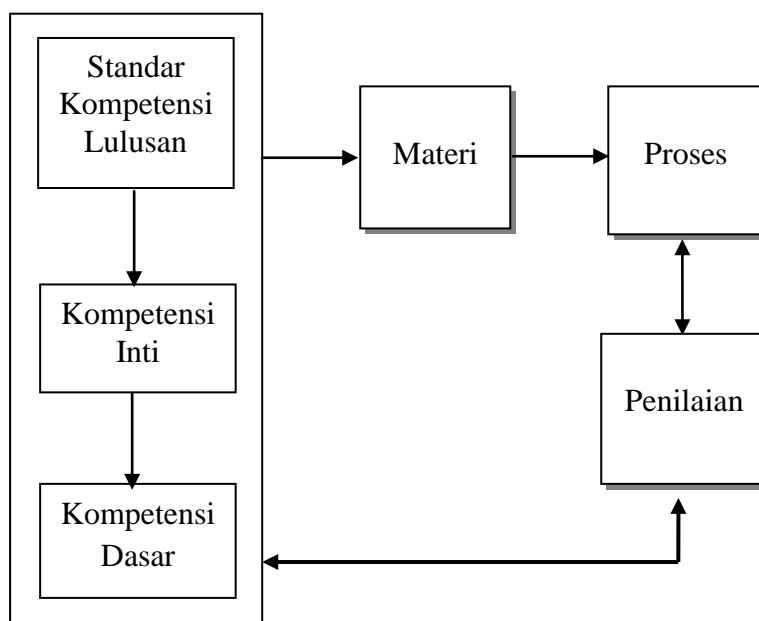 Standar
Kompetensi
Lulusan
Materi
Proses
Kompetensi
Inti
Penilaian
Kompetensi
Dasar